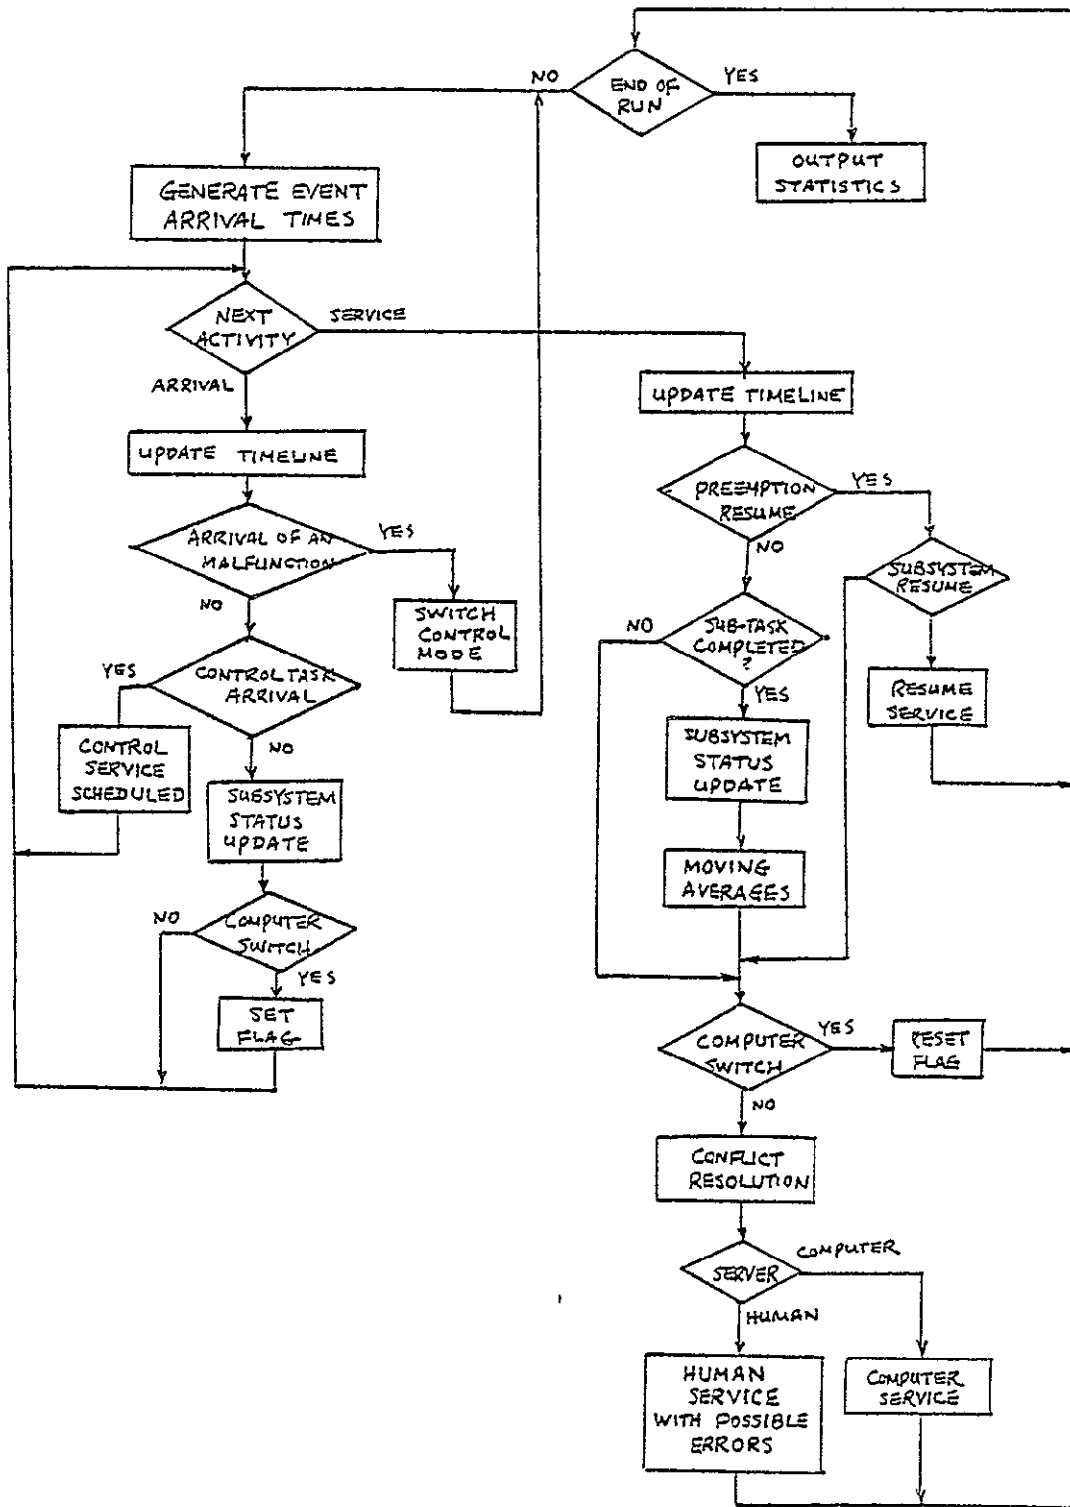 END OF
RUN
NO
YES
OUTPUT
STATISTICS
GENERATE EVENT
ARRIVAL TIMES
NEXT
ACTIVITY
SERVICE
ARRIVAL
UPDATE TIMELINE
ARRIVAL OF AN
MALFUNCTION
YES
NO
SWITCH
CONTROL
MODE
CONTROL TASK
ARRIVAL
YES
NO
CONTROL
SERVICE
SCHEDULED
SUBSYSTEM
STATUS
UPDATE
COMPUTER
SWITCH
NO
YES
SET
FLAG
UPDATE TIMELINE
PREEMPTION
RESUME
YES
NO
SUBSYSTEM
RESUME
RESUME
SERVICE
SUB-TASK
COMPLETED
?
NO
YES
SUBSYSTEM
STATUS
UPDATE
MOVING
AVERAGES
COMPUTER
SWITCH
YES
RESET
FLAG
NO
CONFLICT
RESOLUTION
SERVER
COMPUTER
HUMAN
HUMAN
SERVICE
WITH POSSIBLE
ERRORS
COMPUTER
SERVICE